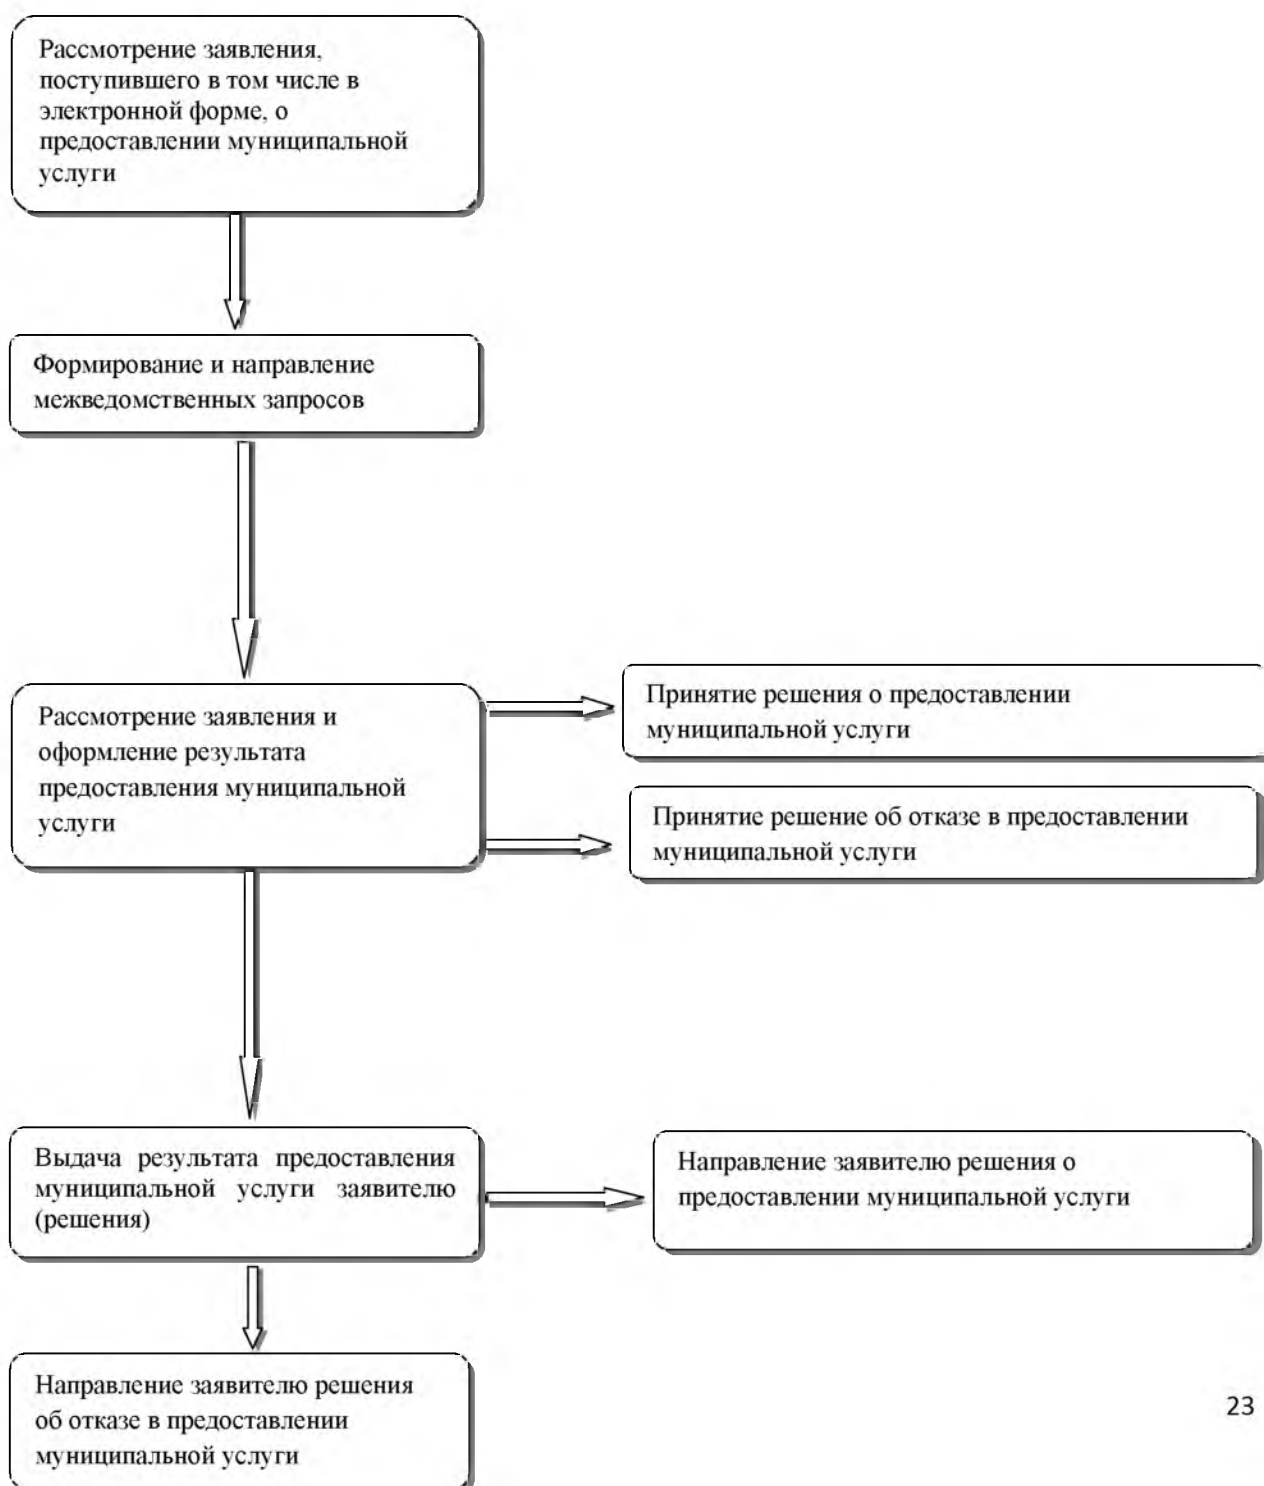 Рассмотрение заявления,
поступившего в том числе в
электронной форме, о
предоставлении муниципальной
услуги
Формирование и направление
межведомственных запросов
Рассмотрение заявления и
оформление результата
предоставления муниципальной
услуги
Принятие решения о предоставлении
муниципальной услуги
Принятие решение об отказе в предоставлении
муниципальной услуги
Выдача результата предоставления
муниципальной услуги заявителю
(решения)
Направление заявителю решения о
предоставлении муниципальной услуги
Направление заявителю решения
об отказе в предоставлении
муниципальной услуги
23